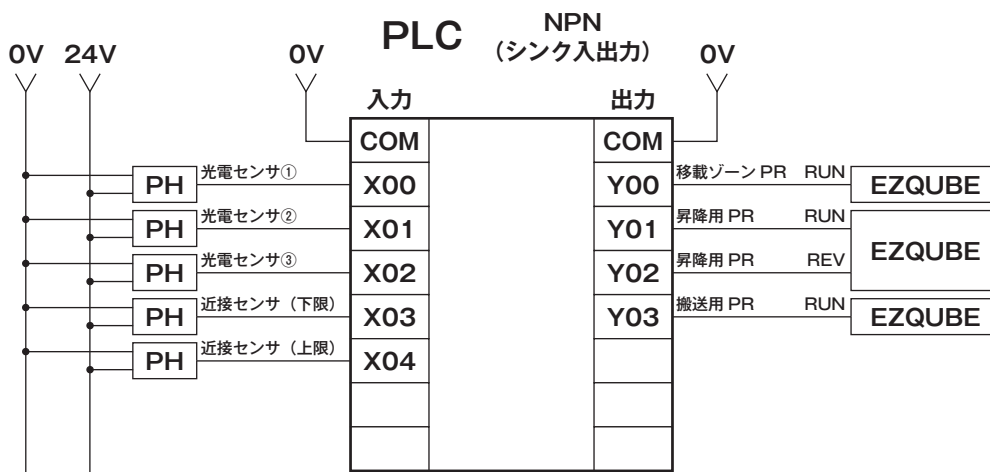 PLC
NPN
（シンク入出力）
0V 24V 0V 0V
入力 出力
COM COM
PH 光電センサ① X00 Y00 移載ゾーン PR RUN EZQUBE
PH 光電センサ② X01 Y01 昇降用 PR RUN
EZQUBE
PH 光電センサ③ X02 Y02 昇降用 PR REV
PH 近接センサ（下限） X03 Y03 搬送用 PR RUN EZQUBE
PH 近接センサ（上限） X04